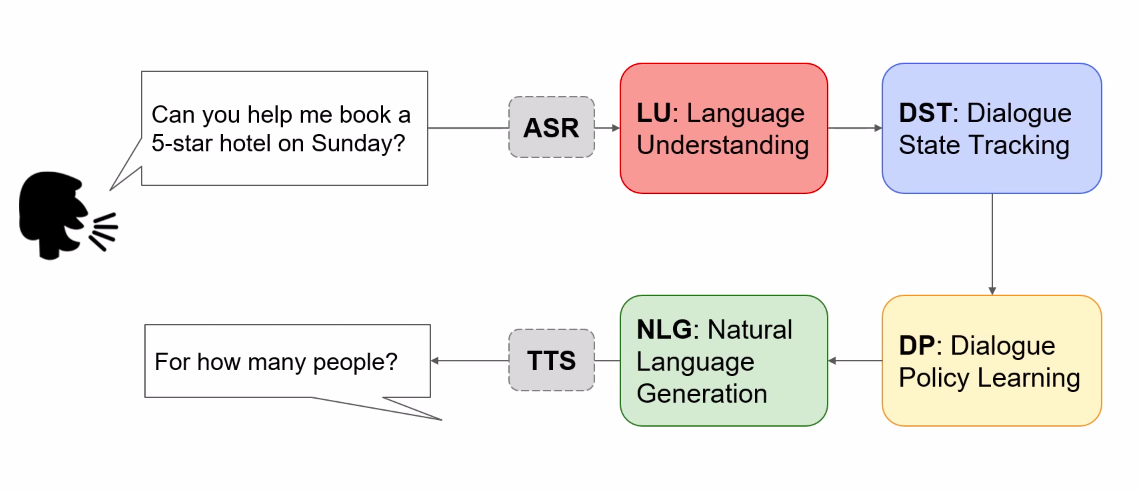 Can you help me book a
5-star hotel on Sunday?
ASR
LU: Language
Understanding
DST: Dialogue
State Tracking
DP: Dialogue
Policy Learning
NLG: Natural
Language
Generation
TTS
For how many people?